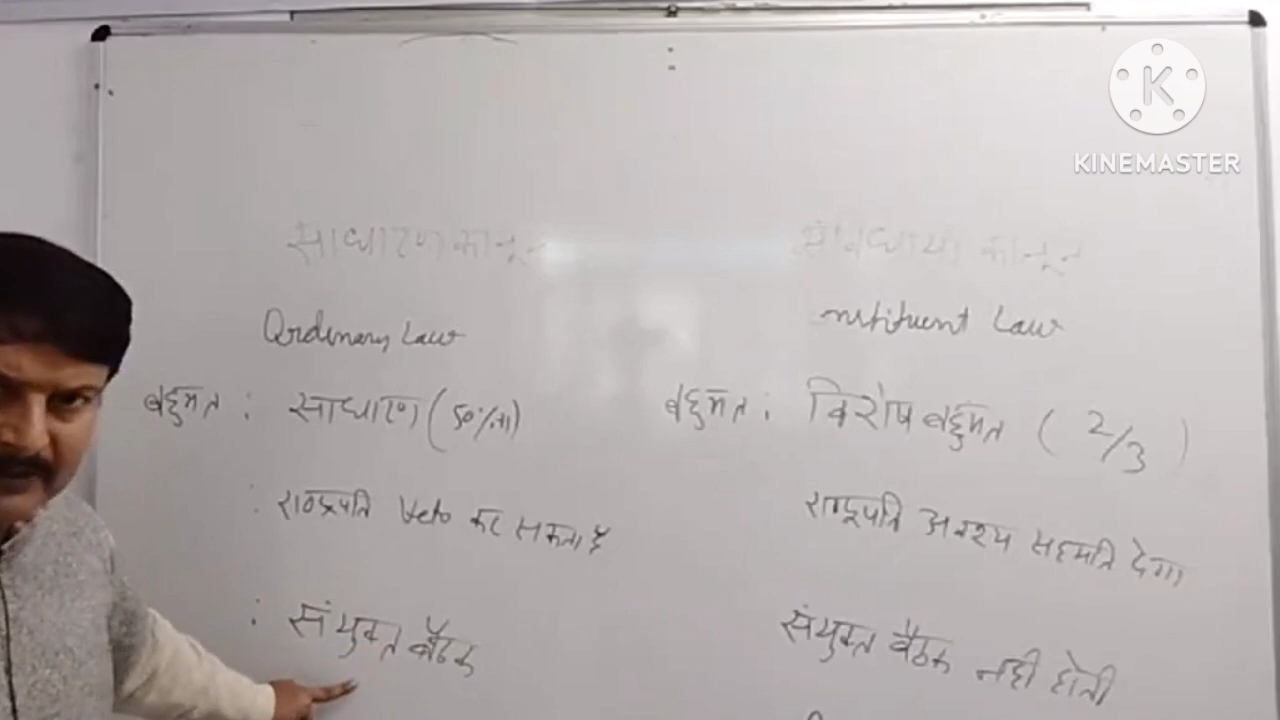 KINEMASTER
साधारण कानून
संविधायी कानून
Ordinary Law
nstituent Law
बहुमत : साधारण (50%
बहुमत : विशेष बहुमत ( 2/3 )
: राष्ट्रपति Veto कर सकता है
राष्ट्रपति अवश्य सहमति देगा
: संयुक्त बैठक
संयुक्त बैठक नही होती